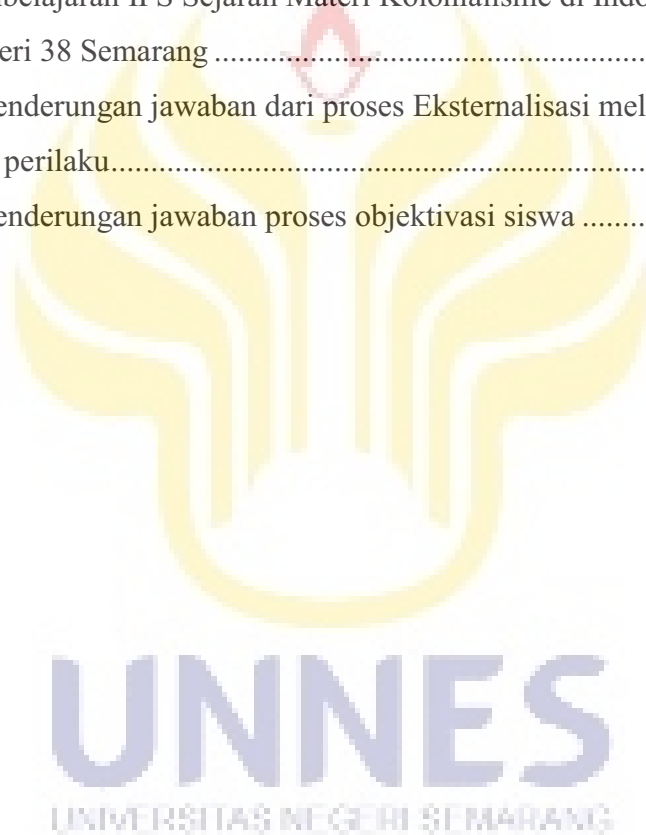 belajaran IPS Sejarah Materi Kolonialisme di Indo
eri 38 Semarang ......................................................
enderungan jawaban dari proses Eksternalisasi mel
perilaku....................................................................
enderungan jawaban proses objektivasi siswa ........
UNNES
UNIVERSITAS NEGERI SEMARANG